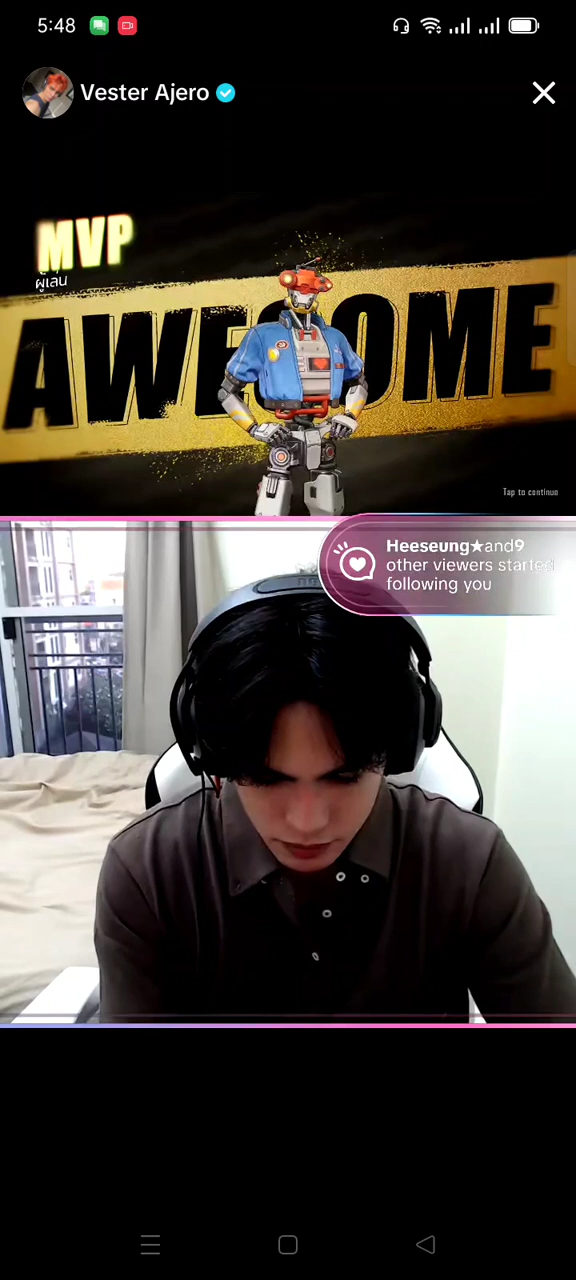 5:48
Vester Ajero
MVP
ผู้เล่น
AWESOME
Tap to continue
Heeseung★and9
other viewers started
following you